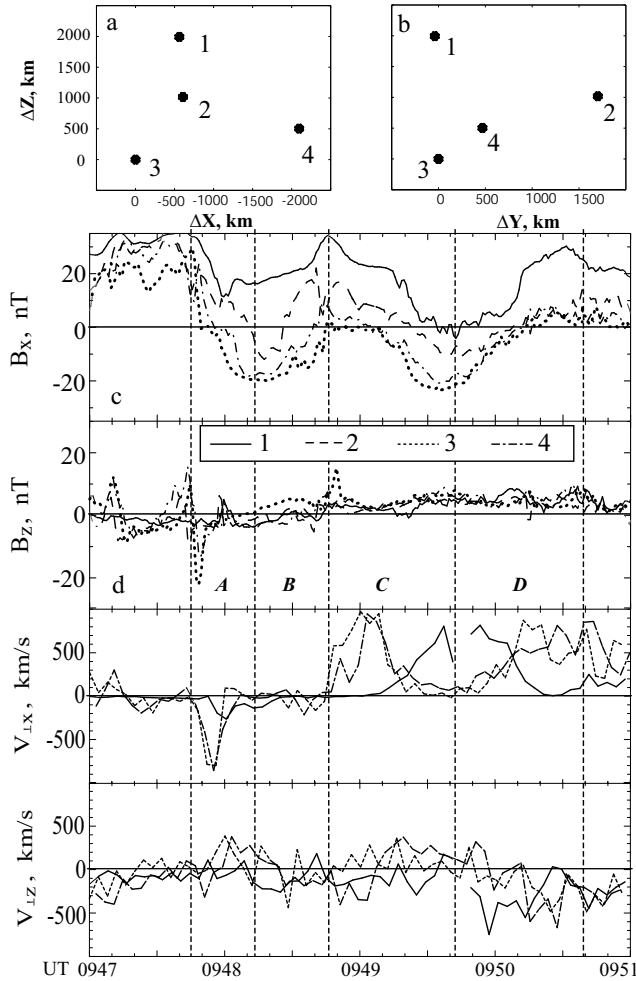 a
b
2000
1500
1000
500
0
ΔZ, km
1
2
3
4
1
2
4
3
0 -500 -1000 -1500 -2000
ΔX, km
0 500 1000 1500
ΔY, km
20
0
-20
B_X, nT
c
1 2 3 4
20
0
-20
B_Z, nT
d
A B C D
500
0
-500
V_⊥X, km/s
500
0
-500
V_⊥Z, km/s
UT 0947 0948 0949 0950 0951